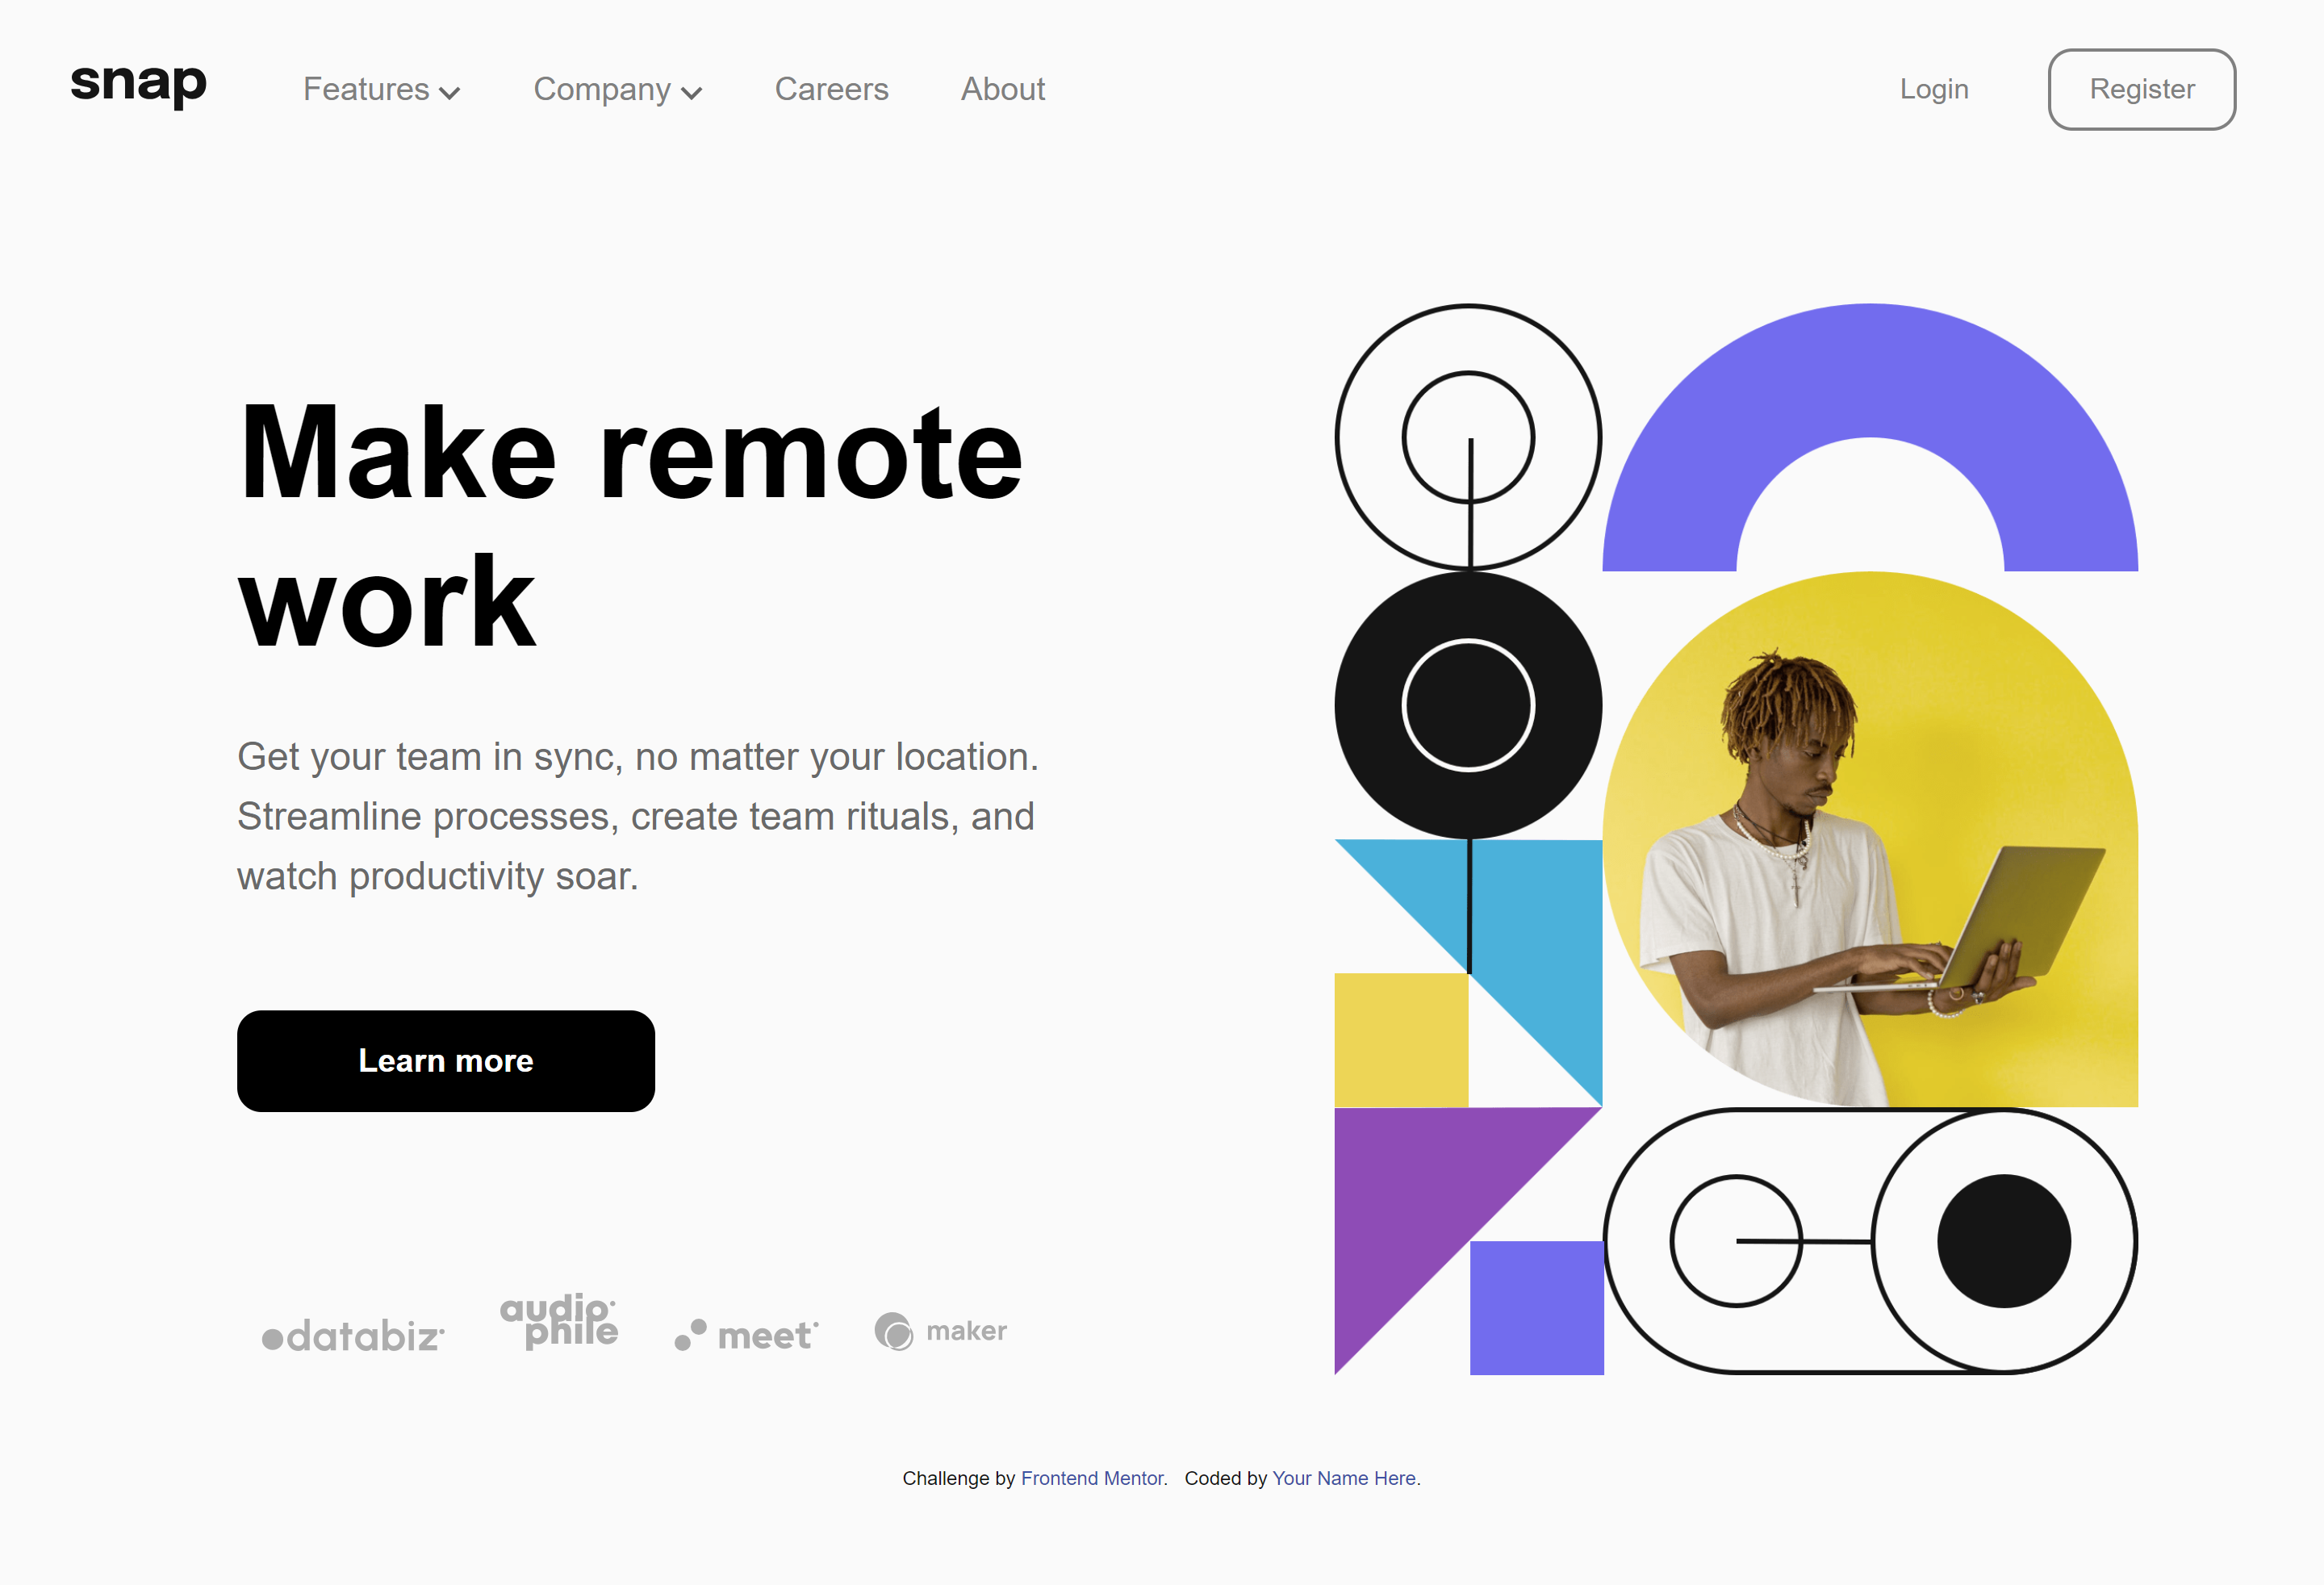 snap Features Company Careers About Login Register
Make remote
work
Get your team in sync, no matter your location.
Streamline processes, create team rituals, and
watch productivity soar.
Learn more
databiz audiophile meet maker
Challenge by Frontend Mentor. Coded by Your Name Here.